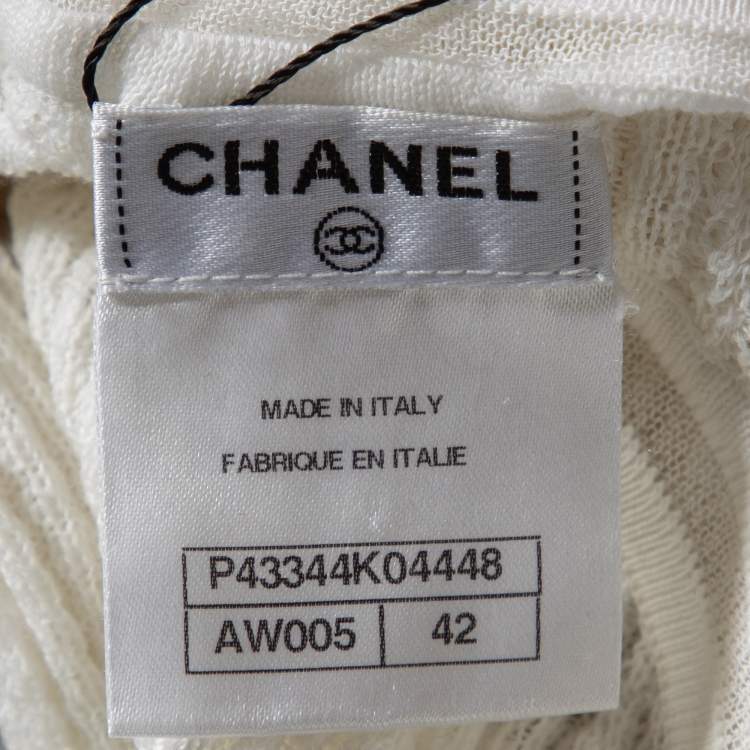 CHANEL
MADE IN ITALY
FABRIQUE EN ITALIE
P43344K04448
AW005 42